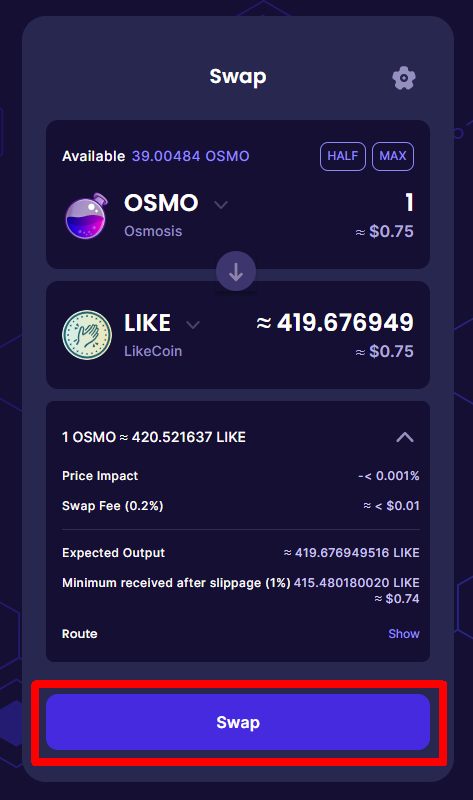 Swap
Available 39.00484 OSMO HALF MAX
OSMO 1
Osmosis ≈ $0.75
LIKE ≈ 419.676949
LikeCoin ≈ $0.75
1 OSMO ≈ 420.521637 LIKE
Price Impact -< 0.001%
Swap Fee (0.2%) ≈ < $0.01
Expected Output ≈ 419.676949516 LIKE
Minimum received after slippage (1%) 415.480180020 LIKE
≈ $0.74
Route Show
Swap